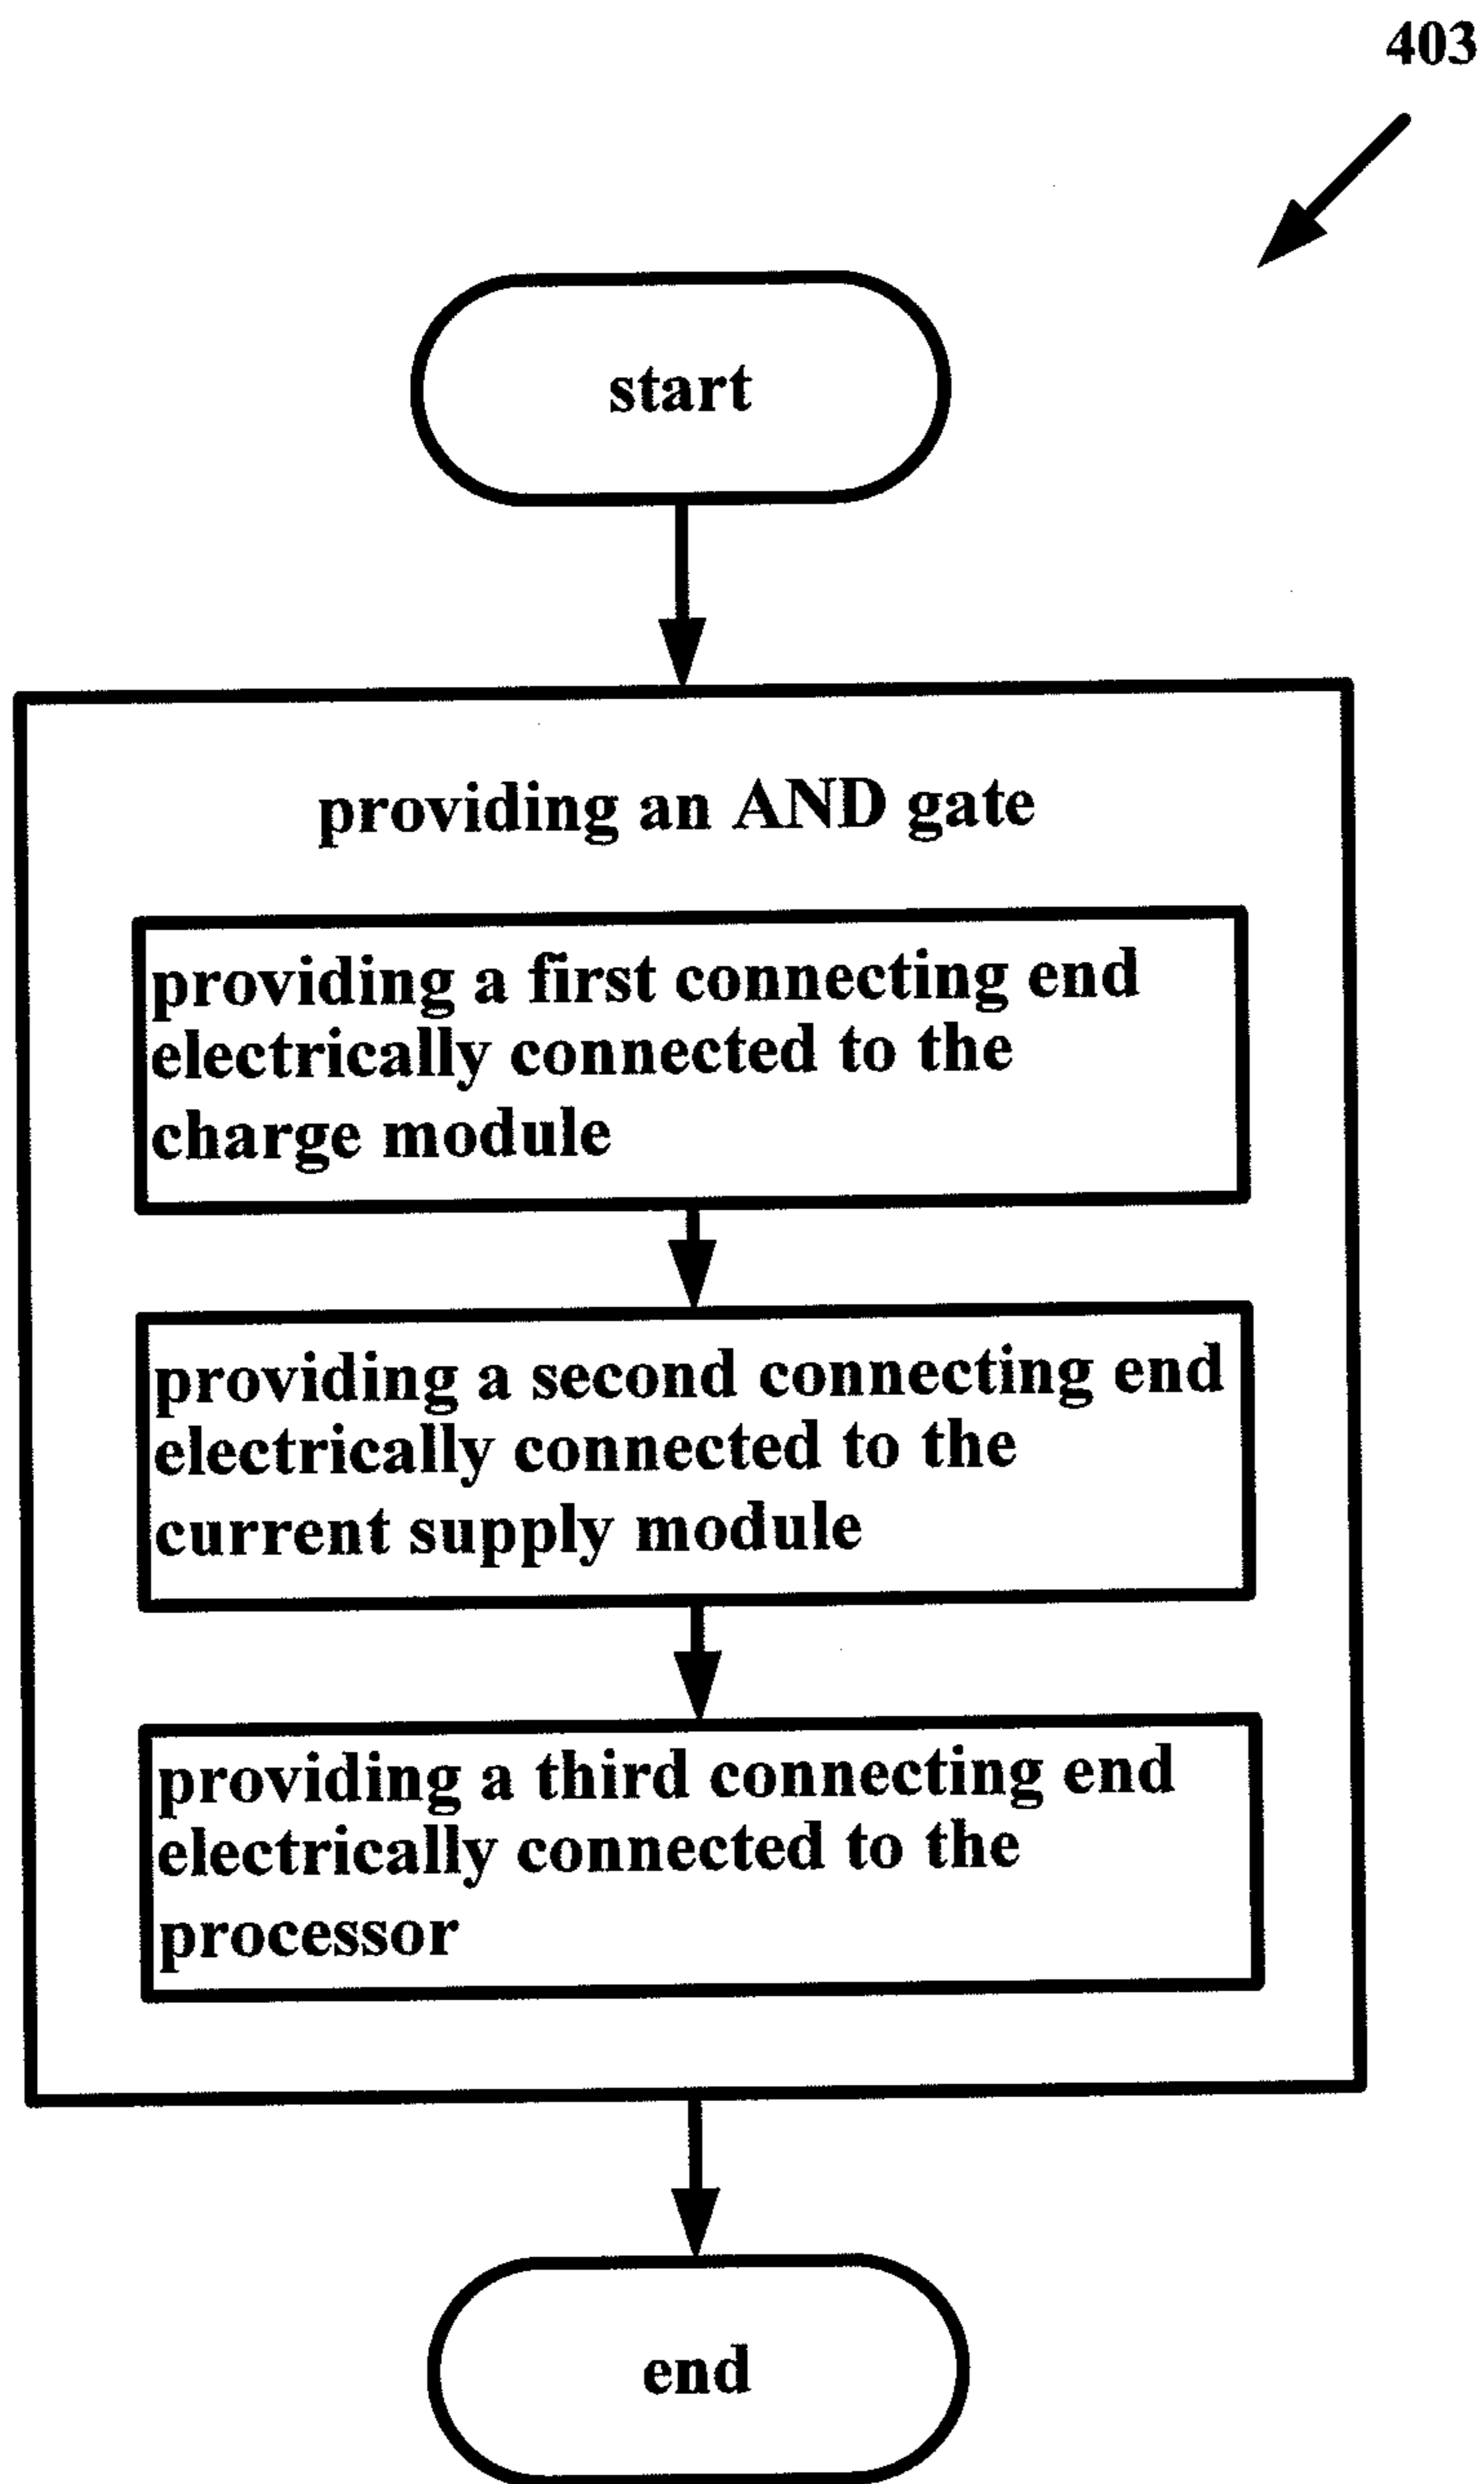 403
start
providing an AND gate
providing a first connecting end
electrically connected to the
charge module
providing a second connecting end
electrically connected to the
current supply module
providing a third connecting end
electrically connected to the
processor
end